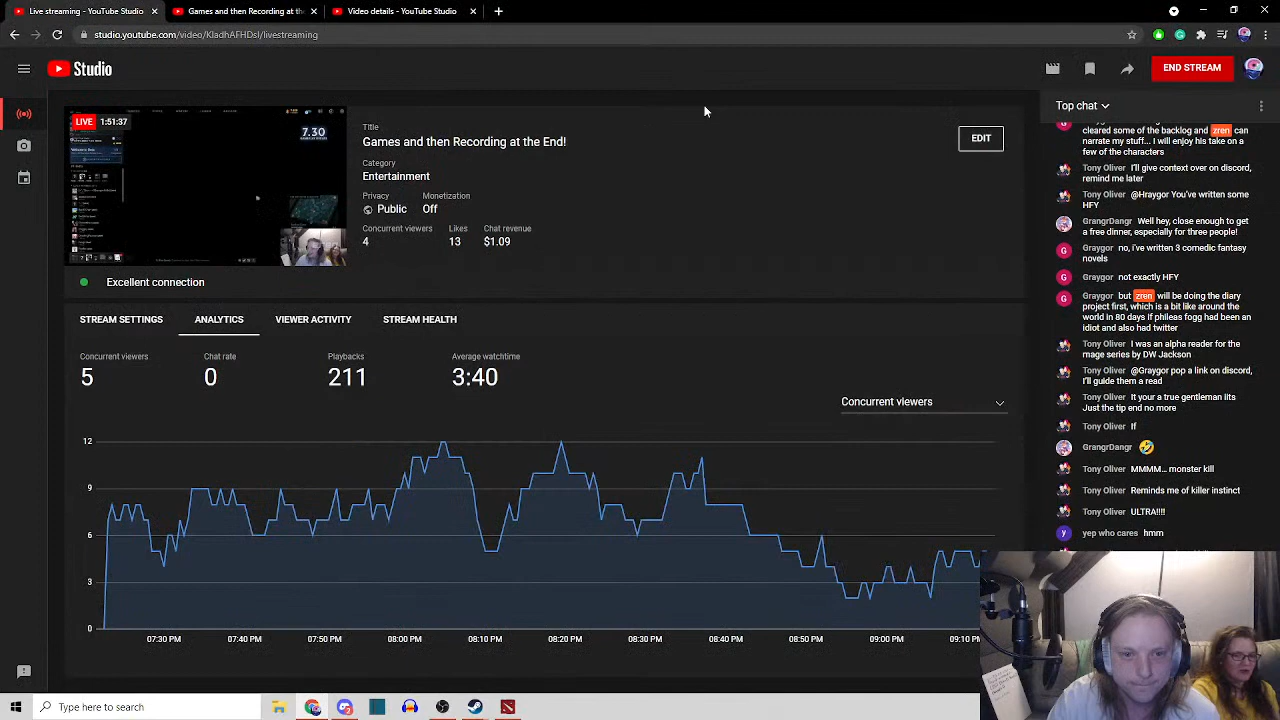 Live streaming - YouTube Studio
Games and then Recording at the
Video details - YouTube Studio
studio.youtube.com/video/KladhAFHDsI/livestreaming
Studio
END STREAM
LIVE 1:51:37
7.30
Title
Games and then Recording at the End!
Category
Entertainment
Privacy Monetization
Public Off
Concurrent viewers Likes Chat revenue
4 13 $1.09
EDIT
Excellent connection
STREAM SETTINGS ANALYTICS VIEWER ACTIVITY STREAM HEALTH
Concurrent viewers Chat rate Playbacks Average watchtime
5 0 211 3:40
Concurrent viewers
12
9
6
3
0
07:30 PM 07:40 PM 07:50 PM 08:00 PM 08:10 PM 08:20 PM 08:30 PM 08:40 PM 08:50 PM 09:00 PM 09:10 PM
Top chat
cleared some of the backlog and zren can
narrate my stuff... I will enjoy his take on a
few of the characters
Tony Oliver I'll give context over on discord,
remind me later
Tony Oliver @Hraygor You've written some
HFY
GrangrDangr Well hey, close enough to get
a free dinner, especially for three people!
Graygor no, i've written 3 comedic fantasy
novels
Graygor not exactly HFY
Graygor but zren will be doing the diary
project first, which is a bit like around the
world in 80 days if phileas fogg had been an
idiot and also had twitter
Tony Oliver I was an alpha reader for the
mage series by DW Jackson
Tony Oliver @Graygor pop a link on discord,
I'll guide them a read
Tony Oliver It your a true gentleman lits
Just the tip end no more
Tony Oliver If
GrangrDangr
Tony Oliver MMMM... monster kill
Tony Oliver Reminds me of killer instinct
Tony Oliver ULTRA!!!!
yep who cares hmm
Type here to search